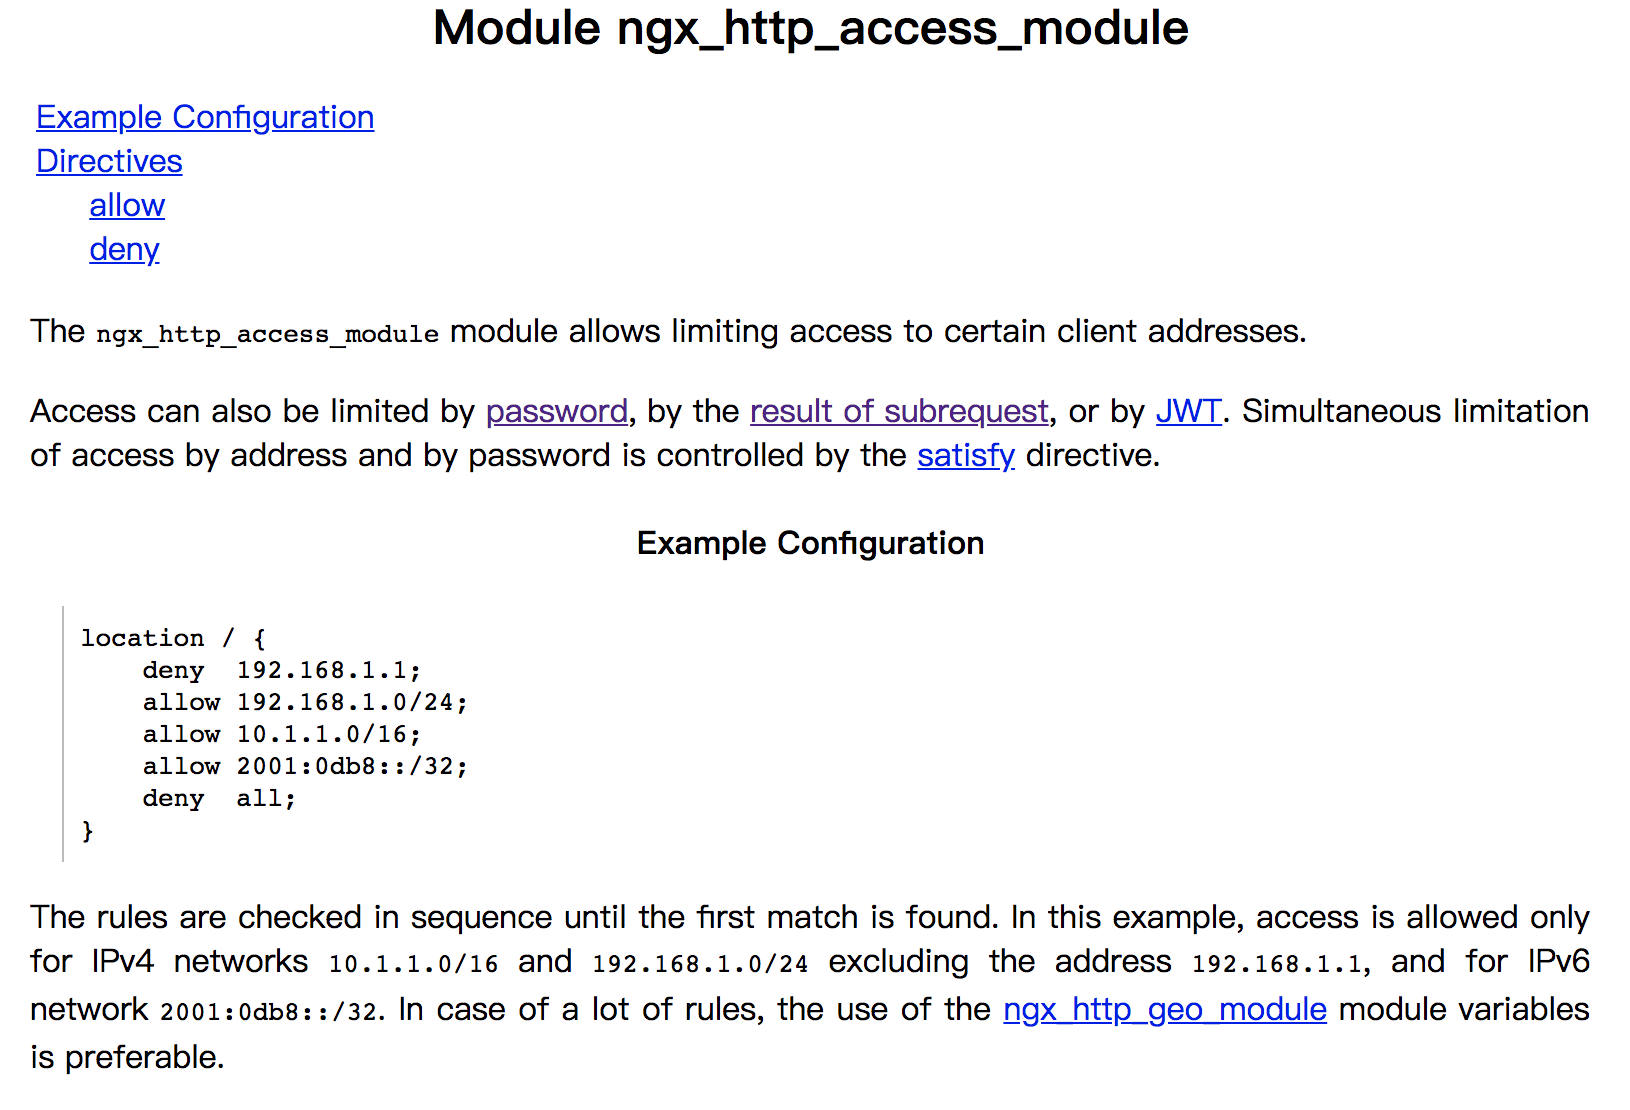 Module ngx_http_access_module
Example Configuration
Directives
allow
deny
The ngx_http_access_module module allows limiting access to certain client addresses.
Access can also be limited by password, by the result of subrequest, or by JWT. Simultaneous limitation
of access by address and by password is controlled by the satisfy directive.
Example Configuration
location / {
    deny  192.168.1.1;
    allow 192.168.1.0/24;
    allow 10.1.1.0/16;
    allow 2001:0db8::/32;
    deny  all;
}
The rules are checked in sequence until the first match is found. In this example, access is allowed only
for IPv4 networks 10.1.1.0/16 and 192.168.1.0/24 excluding the address 192.168.1.1, and for IPv6
network 2001:0db8::/32. In case of a lot of rules, the use of the ngx_http_geo_module module variables
is preferable.